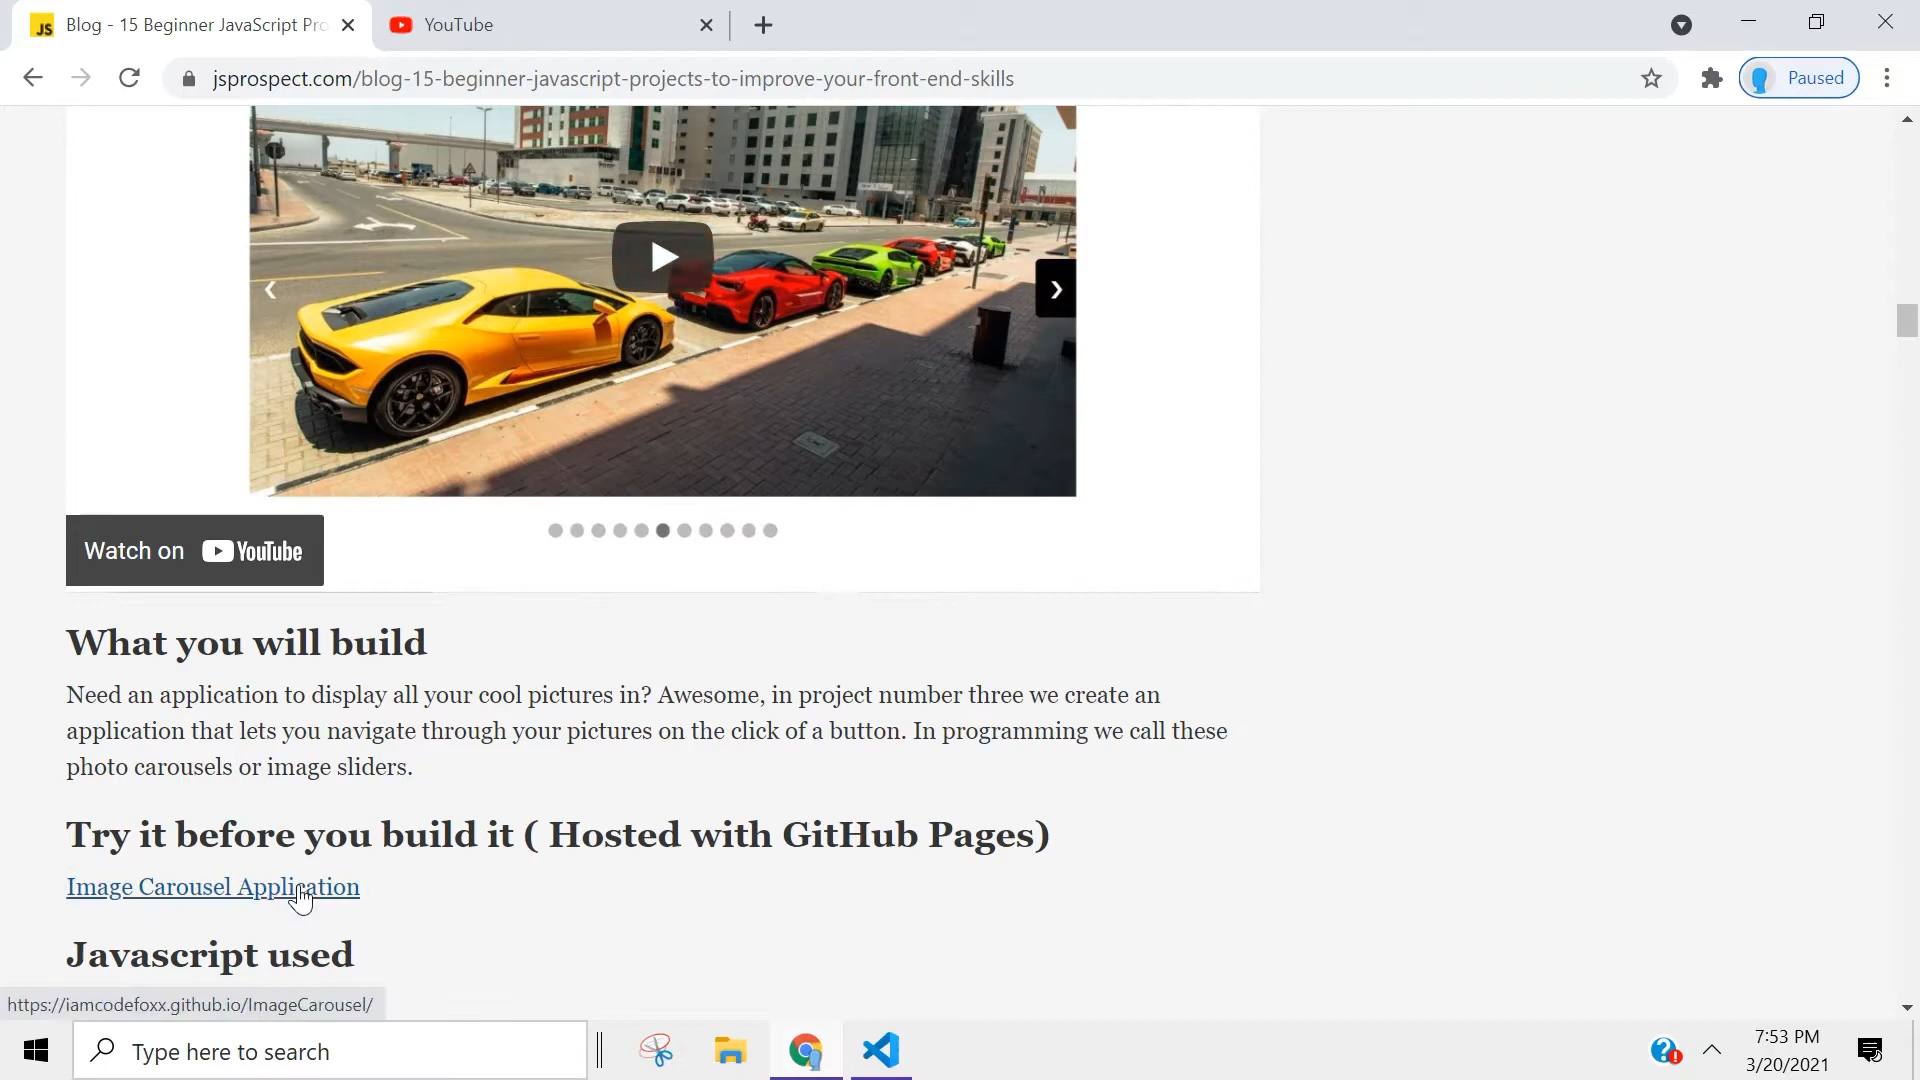 JS Blog - 15 Beginner JavaScript Pro
YouTube
jsprospect.com/blog-15-beginner-javascript-projects-to-improve-your-front-end-skills
Paused
Watch on YouTube
What you will build
Need an application to display all your cool pictures in? Awesome, in project number three we create an
application that lets you navigate through your pictures on the click of a button. In programming we call these
photo carousels or image sliders.
Try it before you build it ( Hosted with GitHub Pages)
Image Carousel Application
Javascript used
https://iamcodefoxx.github.io/ImageCarousel/
Type here to search
7:53 PM
3/20/2021